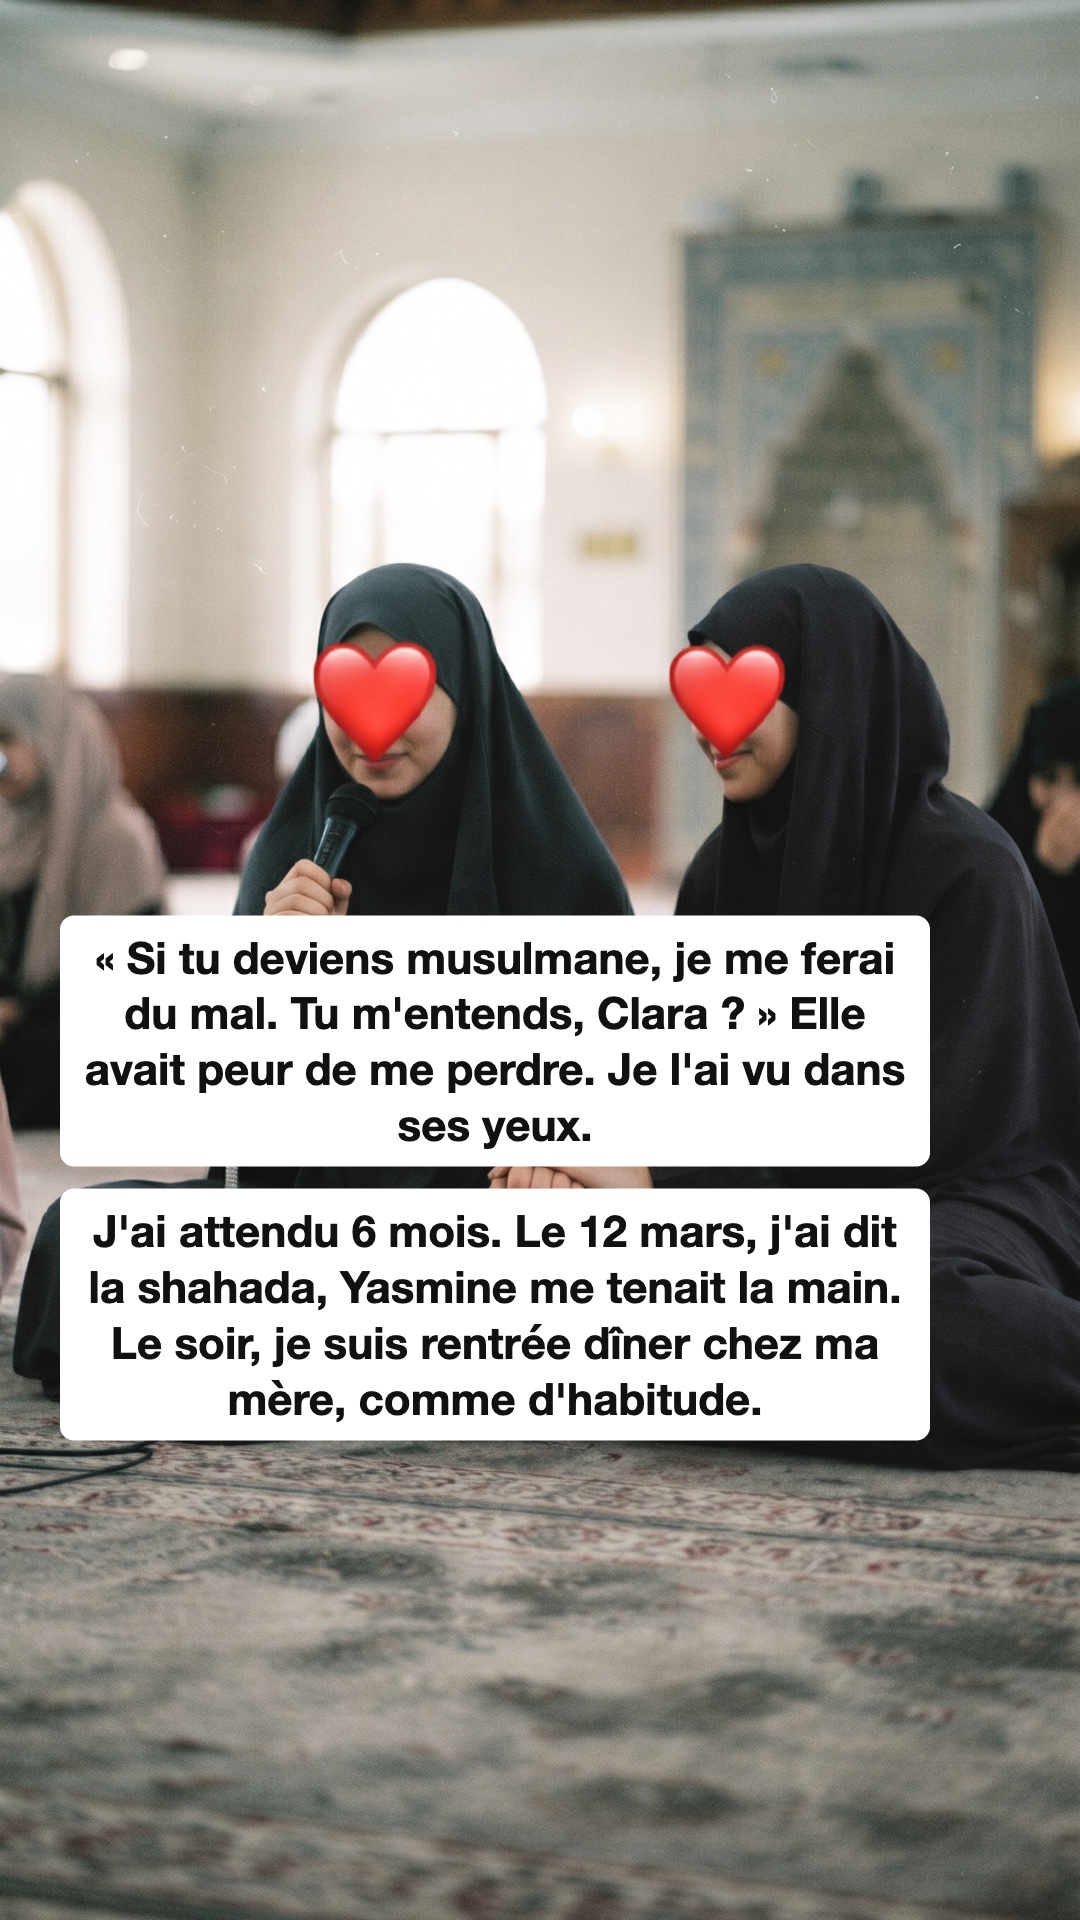 « Si tu deviens musulmane, je me ferai
du mal. Tu m'entends, Clara ? » Elle
avait peur de me perdre. Je l'ai vu dans
ses yeux.
J'ai attendu 6 mois. Le 12 mars, j'ai dit
la shahada, Yasmine me tenait la main.
Le soir, je suis rentrée dîner chez ma
mère, comme d'habitude.